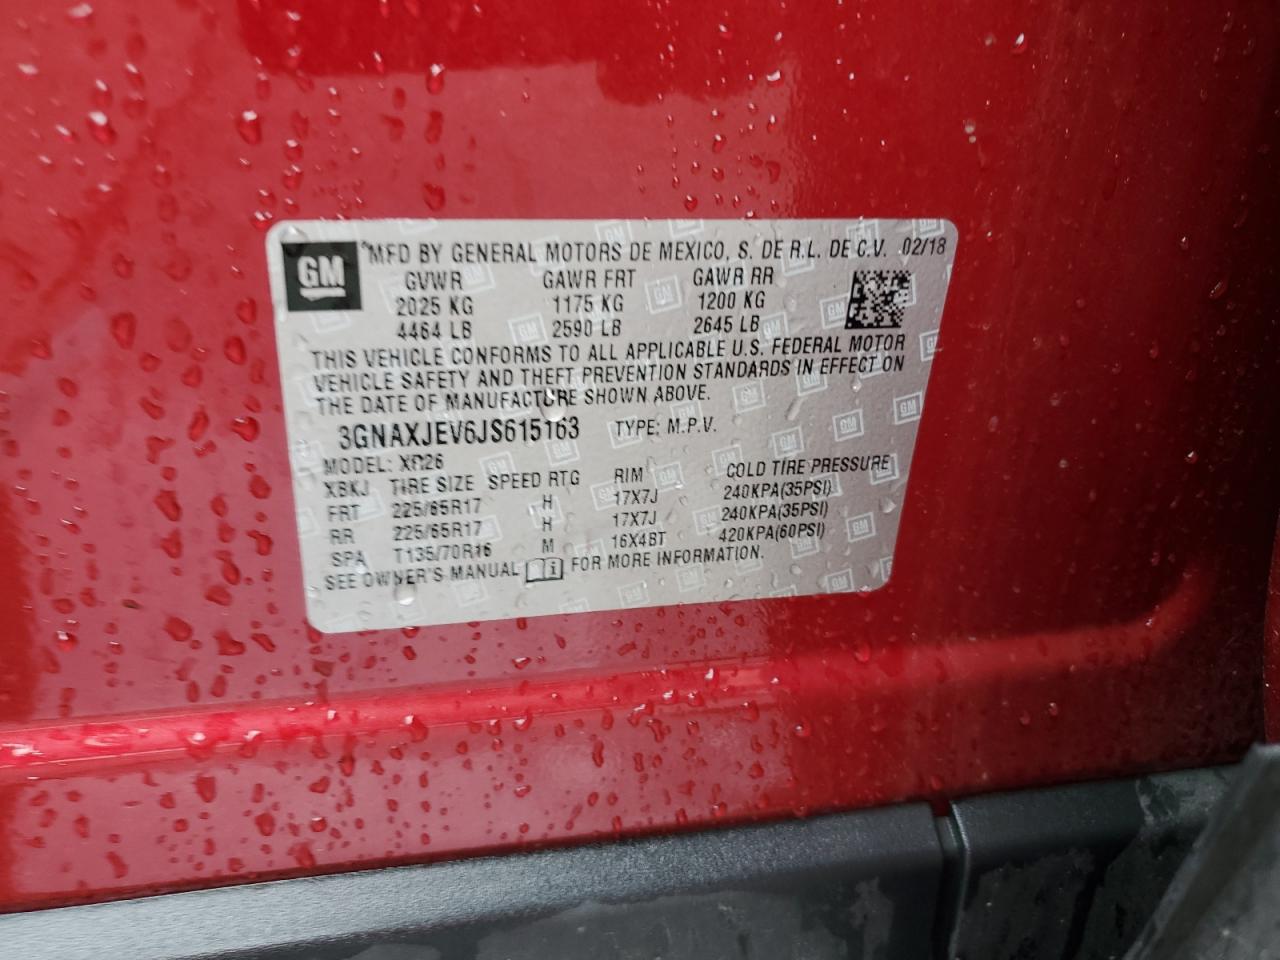 GM
*MFD BY GENERAL MOTORS DE MEXICO, S. DE R.L. DE C.V. 02/18
GVWR GAWR FRT GAWR RR
2025 KG 1175 KG 1200 KG
4464 LB 2590 LB 2645 LB
THIS VEHICLE CONFORMS TO ALL APPLICABLE U.S. FEDERAL MOTOR
VEHICLE SAFETY AND THEFT PREVENTION STANDARDS IN EFFECT ON
THE DATE OF MANUFACTURE SHOWN ABOVE.
3GNAXJEV6JS615163 TYPE: M.P.V.
MODEL: XR26
XBKJ TIRE SIZE SPEED RTG RIM COLD TIRE PRESSURE
FRT 225/65R17 H 17X7J 240KPA(35PSI)
RR 225/65R17 H 17X7J 240KPA(35PSI)
SPA T135/70R16 M 16X4BT 420KPA(60PSI)
SEE OWNER'S MANUAL FOR MORE INFORMATION.